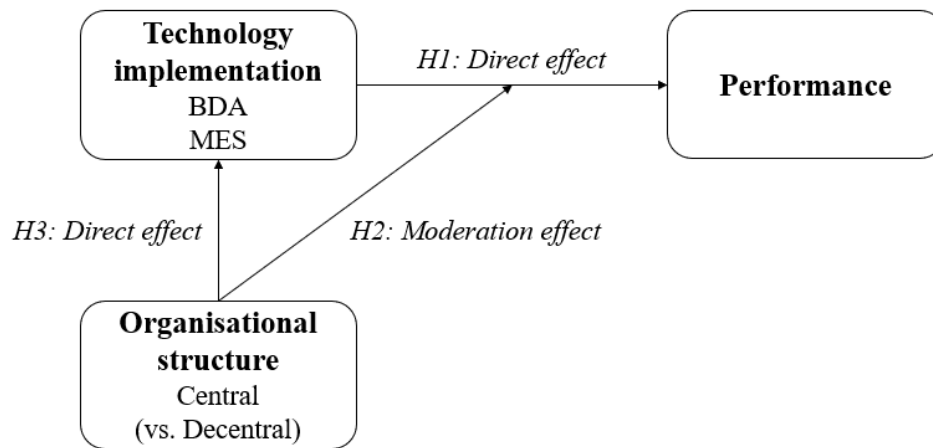 Technology
implementation
BDA
MES
H1: Direct effect
Performance
H3: Direct effect
H2: Moderation effect
Organisational
structure
Central
(vs. Decentral)